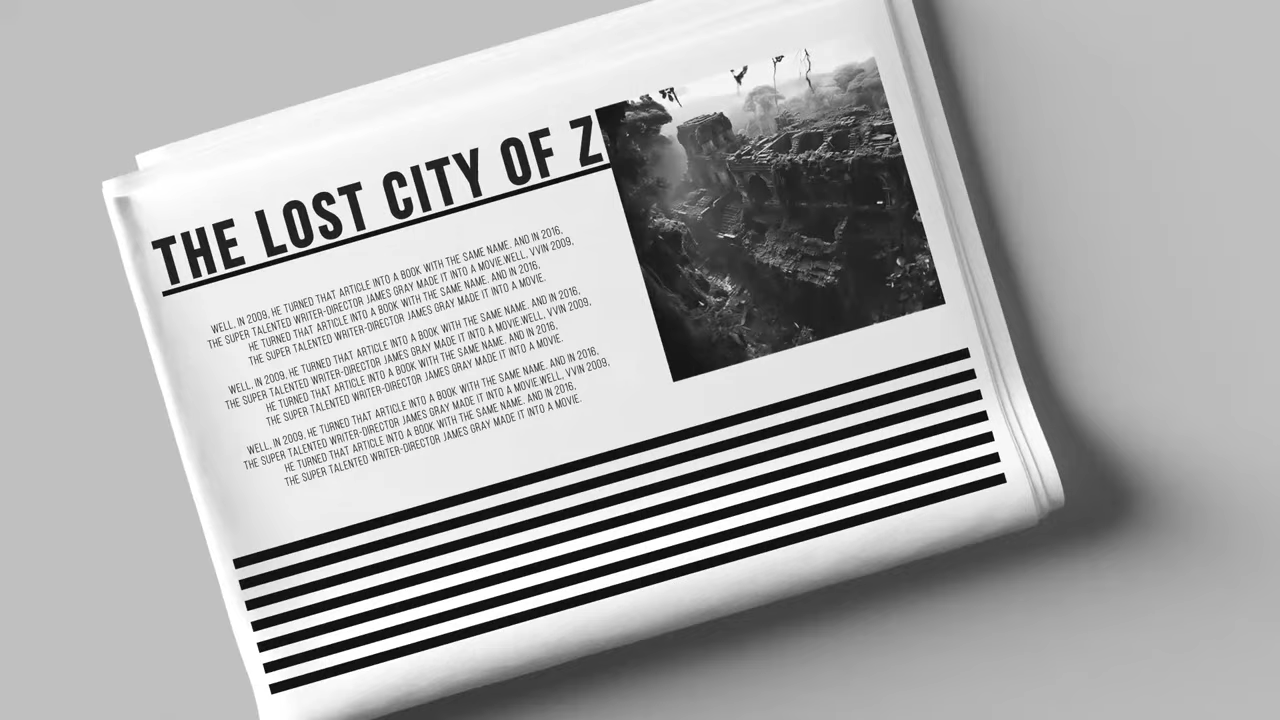 THE LOST CITY OF Z
WELL, IN 2009, HE TURNED THAT ARTICLE INTO A BOOK WITH THE SAME NAME. AND IN 2016,
THE SUPER TALENTED WRITER-DIRECTOR JAMES GRAY MADE IT INTO A MOVIE.WELL, VVIN 2009,
HE TURNED THAT ARTICLE INTO A BOOK WITH THE SAME NAME. AND IN 2016,
THE SUPER TALENTED WRITER-DIRECTOR JAMES GRAY MADE IT INTO A MOVIE.
WELL, IN 2009, HE TURNED THAT ARTICLE INTO A BOOK WITH THE SAME NAME. AND IN 2016,
THE SUPER TALENTED WRITER-DIRECTOR JAMES GRAY MADE IT INTO A MOVIE.WELL, VVIN 2009,
HE TURNED THAT ARTICLE INTO A BOOK WITH THE SAME NAME. AND IN 2016,
THE SUPER TALENTED WRITER-DIRECTOR JAMES GRAY MADE IT INTO A MOVIE.
WELL, IN 2009, HE TURNED THAT ARTICLE INTO A BOOK WITH THE SAME NAME. AND IN 2016,
THE SUPER TALENTED WRITER-DIRECTOR JAMES GRAY MADE IT INTO A MOVIE.WELL, VVIN 2009,
HE TURNED THAT ARTICLE INTO A BOOK WITH THE SAME NAME. AND IN 2016,
THE SUPER TALENTED WRITER-DIRECTOR JAMES GRAY MADE IT INTO A MOVIE.